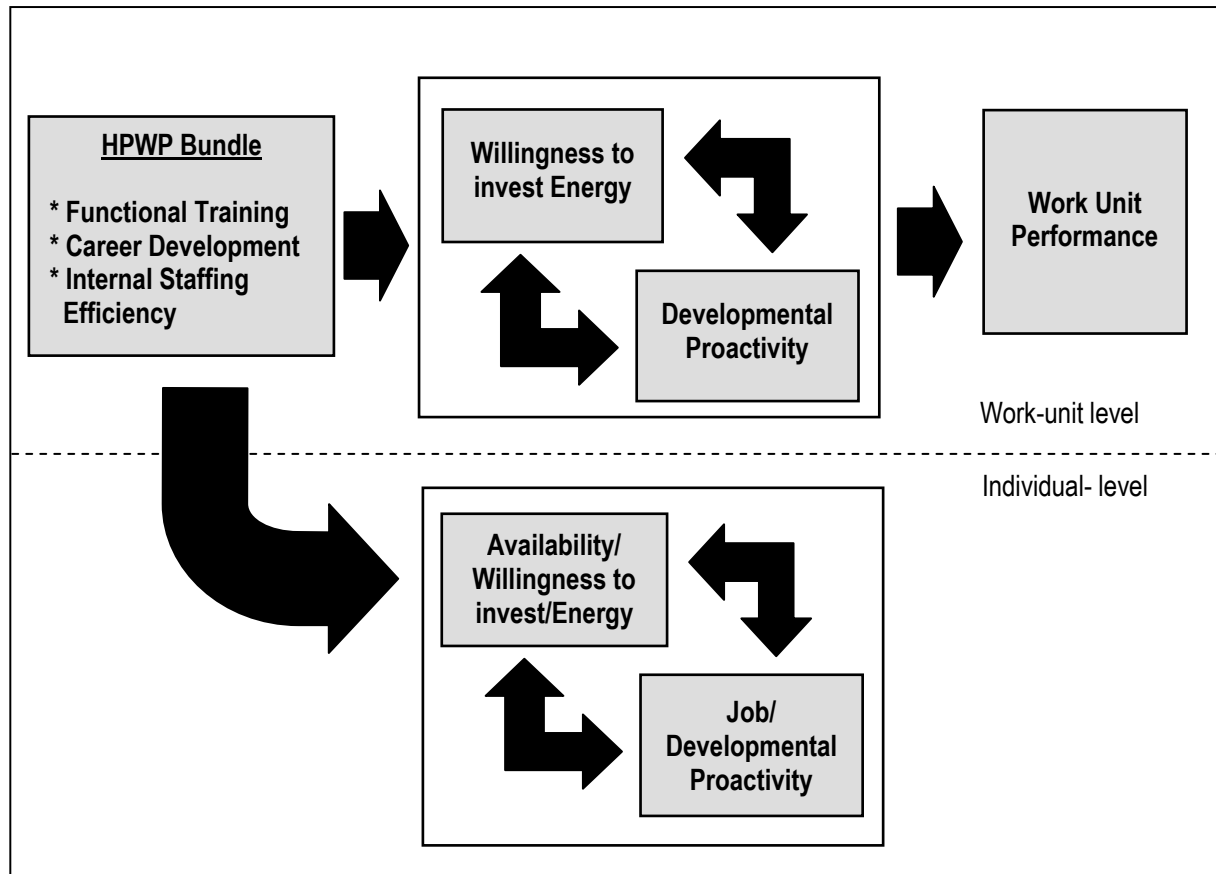 HPWP Bundle
* Functional Training
* Career Development
* Internal Staffing
Efficiency
Willingness to
invest Energy
Developmental
Proactivity
Work Unit
Performance
Work-unit level
Individual- level
Availability/
Willingness to
invest/Energy
Job/
Developmental
Proactivity